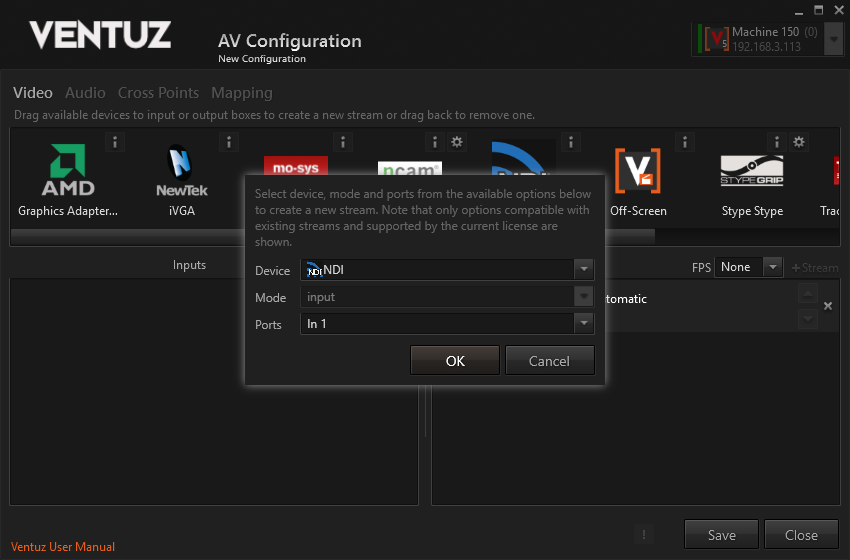 VENTUZ
AV Configuration
New Configuration
Machine 150 (0)
192.168.3.113
Video Audio Cross Points Mapping
Drag available devices to input or output boxes to create a new stream or drag back to remove one.
AMD
NewTek
mo-sys
ncam
STYPEGRIP
Graphics Adapter...
iVGA
Off-Screen
Stype Stype
Trac
Select device, mode and ports from the available options below
to create a new stream. Note that only options compatible with
existing streams and supported by the current license are
shown.
Inputs
FPS None +Stream
Device NDI NDI
Mode input
Ports In 1
tomatic
OK Cancel
Save Close
Ventuz User Manual